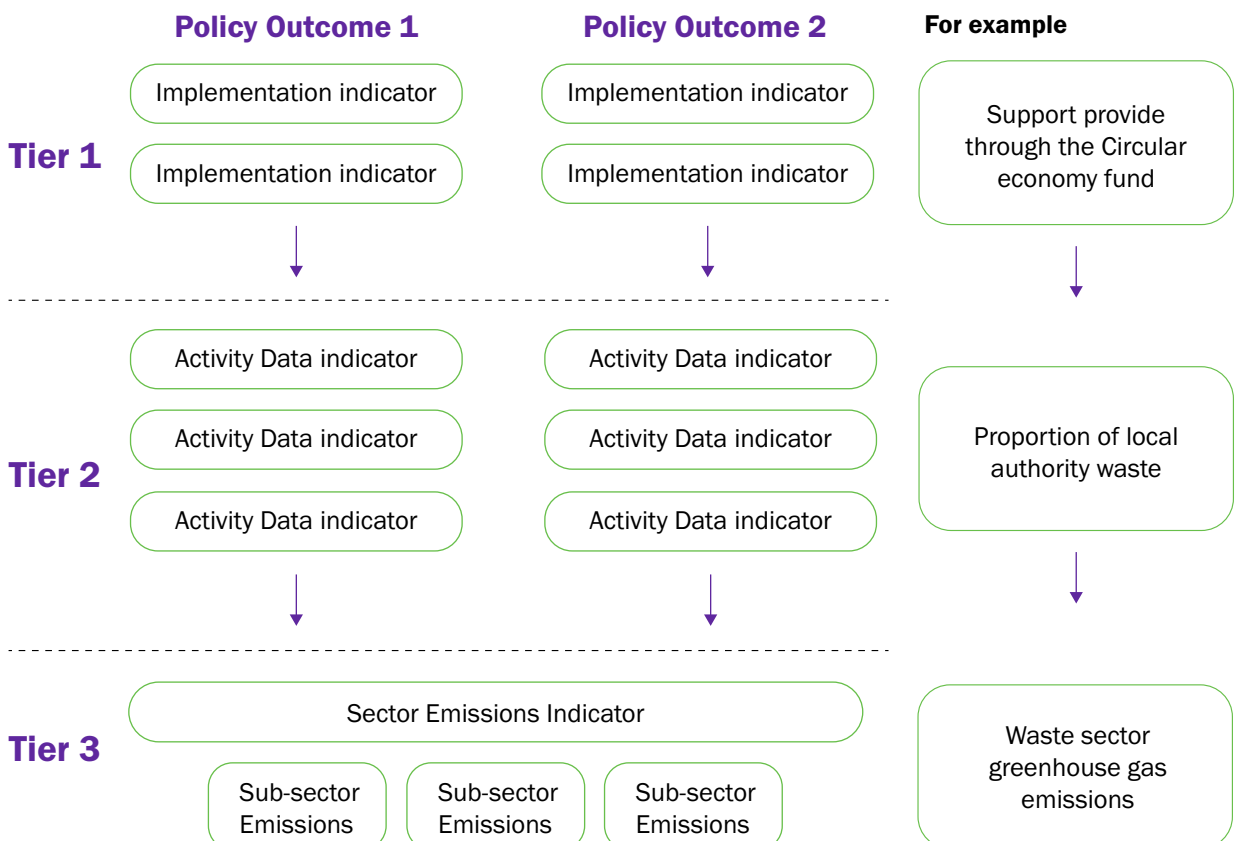 Policy Outcome 1
Policy Outcome 2
For example
Tier 1
Implementation indicator
Implementation indicator
Implementation indicator
Implementation indicator
Support provide
through the Circular
economy fund
Tier 2
Activity Data indicator
Activity Data indicator
Activity Data indicator
Activity Data indicator
Activity Data indicator
Activity Data indicator
Proportion of local
authority waste
Tier 3
Sector Emissions Indicator
Sub-sector
Emissions
Sub-sector
Emissions
Sub-sector
Emissions
Waste sector
greenhouse gas
emissions